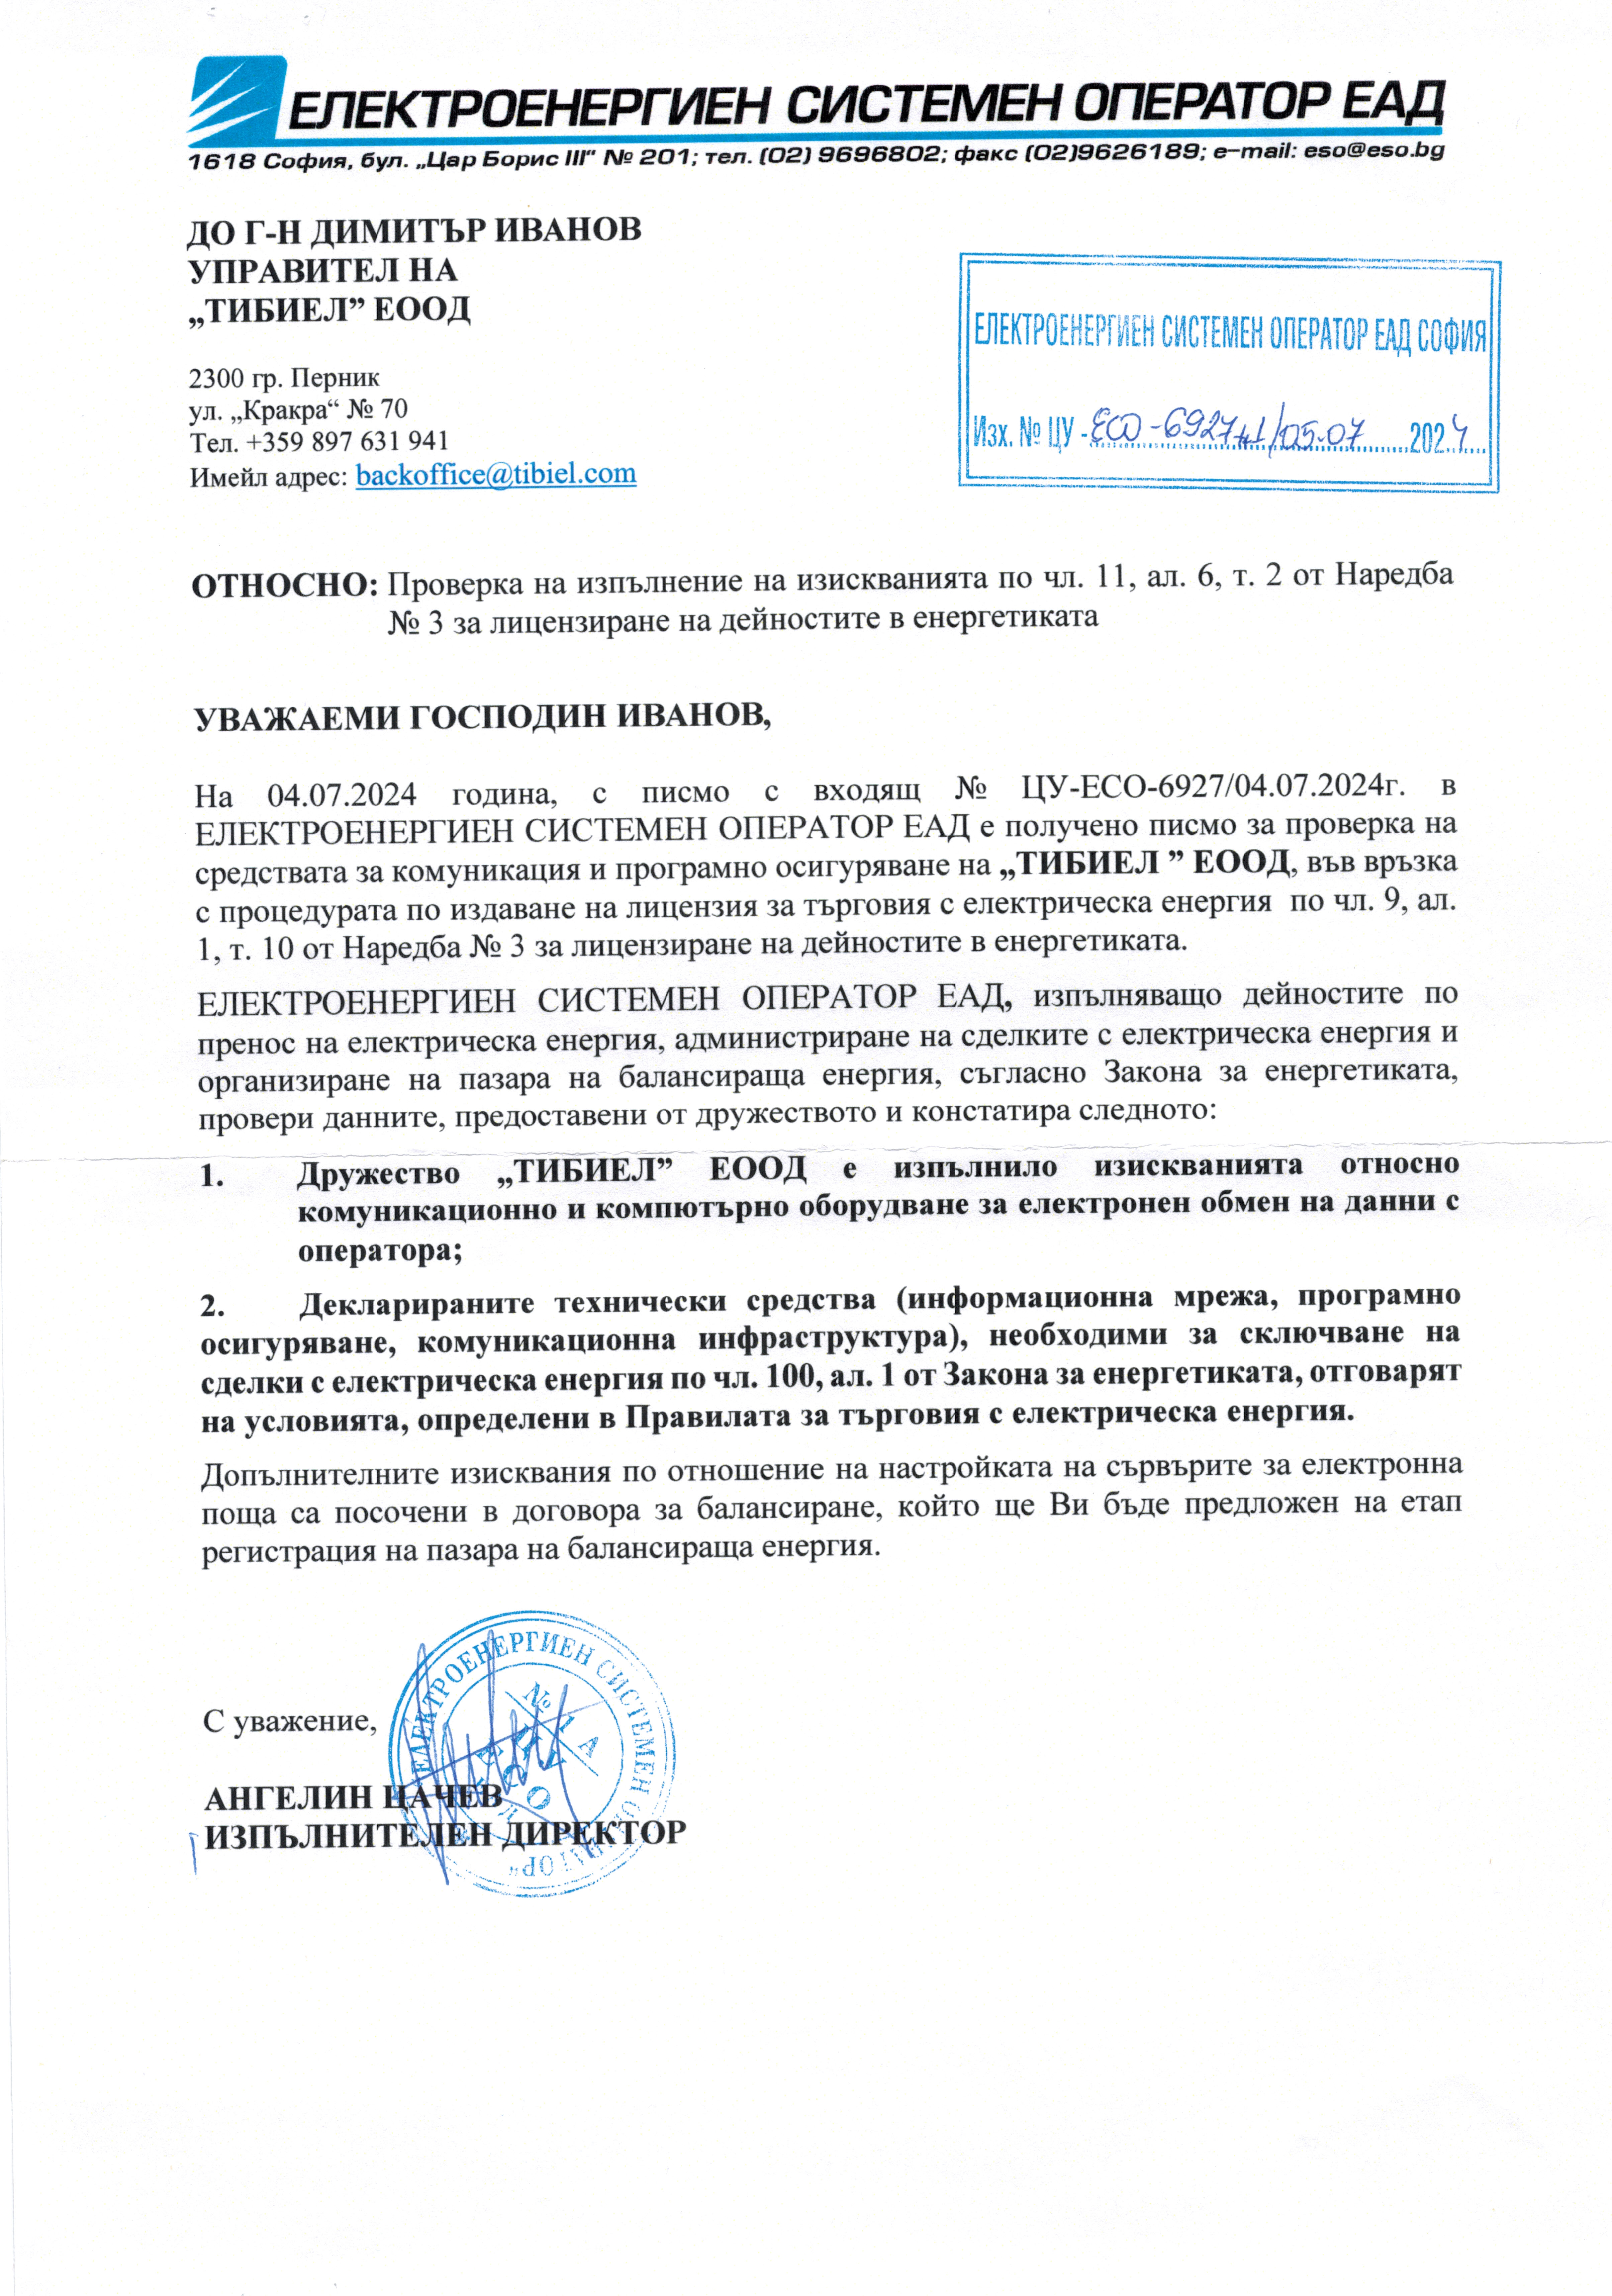 ЕЛЕКТРОЕНЕРГИЕН СИСТЕМЕН ОПЕРАТОР ЕАД
1618 София, бул. „Цар Борис III" № 201; тел. (02) 9696802; факс (02)9626189; e-mail: eso@eso.bg
ДО Г-Н ДИМИТЪР ИВАНОВ
УПРАВИТЕЛ НА
„ТИБИЕЛ” ЕООД
2300 гр. Перник
ул. „Кракра“ № 70
Тел. +359 897 631 941
Имейл адрес: backoffice@tibiel.com
ЕЛЕКТРОЕНЕРГИЕН СИСТЕМЕН ОПЕРАТОР ЕАД СОФИЯ
Изх. № ЦУ - ЕСО -6927#1/05.07 2024
ОТНОСНО: Проверка на изпълнение на изискванията по чл. 11, ал. 6, т. 2 от Наредба
№ 3 за лицензиране на дейностите в енергетиката
УВАЖАЕМИ ГОСПОДИН ИВАНОВ,
На 04.07.2024 година, с писмо с входящ № ЦУ-ЕСО-6927/04.07.2024г. в
ЕЛЕКТРОЕНЕРГИЕН СИСТЕМЕН ОПЕРАТОР ЕАД е получено писмо за проверка на
средствата за комуникация и програмно осигуряване на „ТИБИЕЛ ” ЕООД, във връзка
с процедурата по издаване на лицензия за търговия с електрическа енергия по чл. 9, ал.
1, т. 10 от Наредба № 3 за лицензиране на дейностите в енергетиката.
ЕЛЕКТРОЕНЕРГИЕН СИСТЕМЕН ОПЕРАТОР ЕАД, изпълняващо дейностите по
пренос на електрическа енергия, администриране на сделките с електрическа енергия и
организиране на пазара на балансираща енергия, съгласно Закона за енергетиката,
провери данните, предоставени от дружеството и констатира следното:
1. Дружество „ТИБИЕЛ” ЕООД е изпълнило изискванията относно
комуникационно и компютърно оборудване за електронен обмен на данни с
оператора;
2. Декларираните технически средства (информационна мрежа, програмно
осигуряване, комуникационна инфраструктура), необходими за сключване на
сделки с електрическа енергия по чл. 100, ал. 1 от Закона за енергетиката, отговарят
на условията, определени в Правилата за търговия с електрическа енергия.
Допълнителните изисквания по отношение на настройката на сървърите за електронна
поща са посочени в договора за балансиране, който ще Ви бъде предложен на етап
регистрация на пазара на балансираща енергия.
С уважение,
АНГЕЛИН ЦАЧЕВ
ИЗПЪЛНИТЕЛЕН ДИРЕКТОР
ЕЛЕКТРОЕНЕРГИЕН СИСТЕМЕН ОПЕРАТОР“